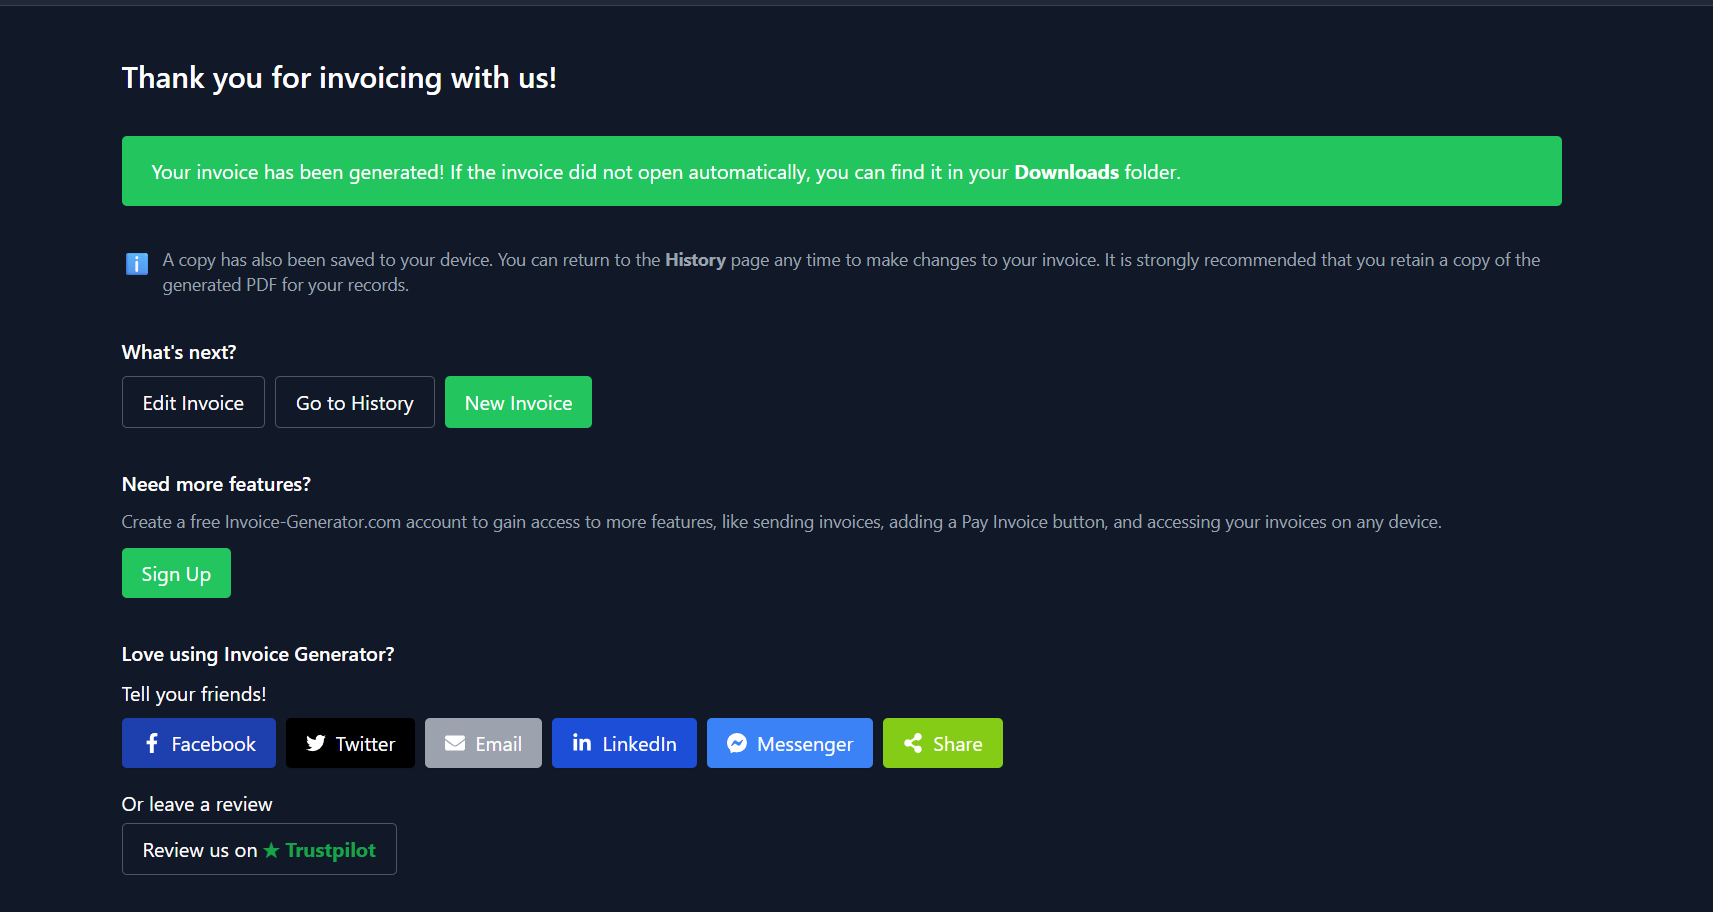 Thank you for invoicing with us!
Your invoice has been generated! If the invoice did not open automatically, you can find it in your Downloads folder.
A copy has also been saved to your device. You can return to the History page any time to make changes to your invoice. It is strongly recommended that you retain a copy of the
generated PDF for your records.
What's next?
Edit Invoice Go to History New Invoice
Need more features?
Create a free Invoice-Generator.com account to gain access to more features, like sending invoices, adding a Pay Invoice button, and accessing your invoices on any device.
Sign Up
Love using Invoice Generator?
Tell your friends!
Facebook Twitter Email LinkedIn Messenger Share
Or leave a review
Review us on ★ Trustpilot